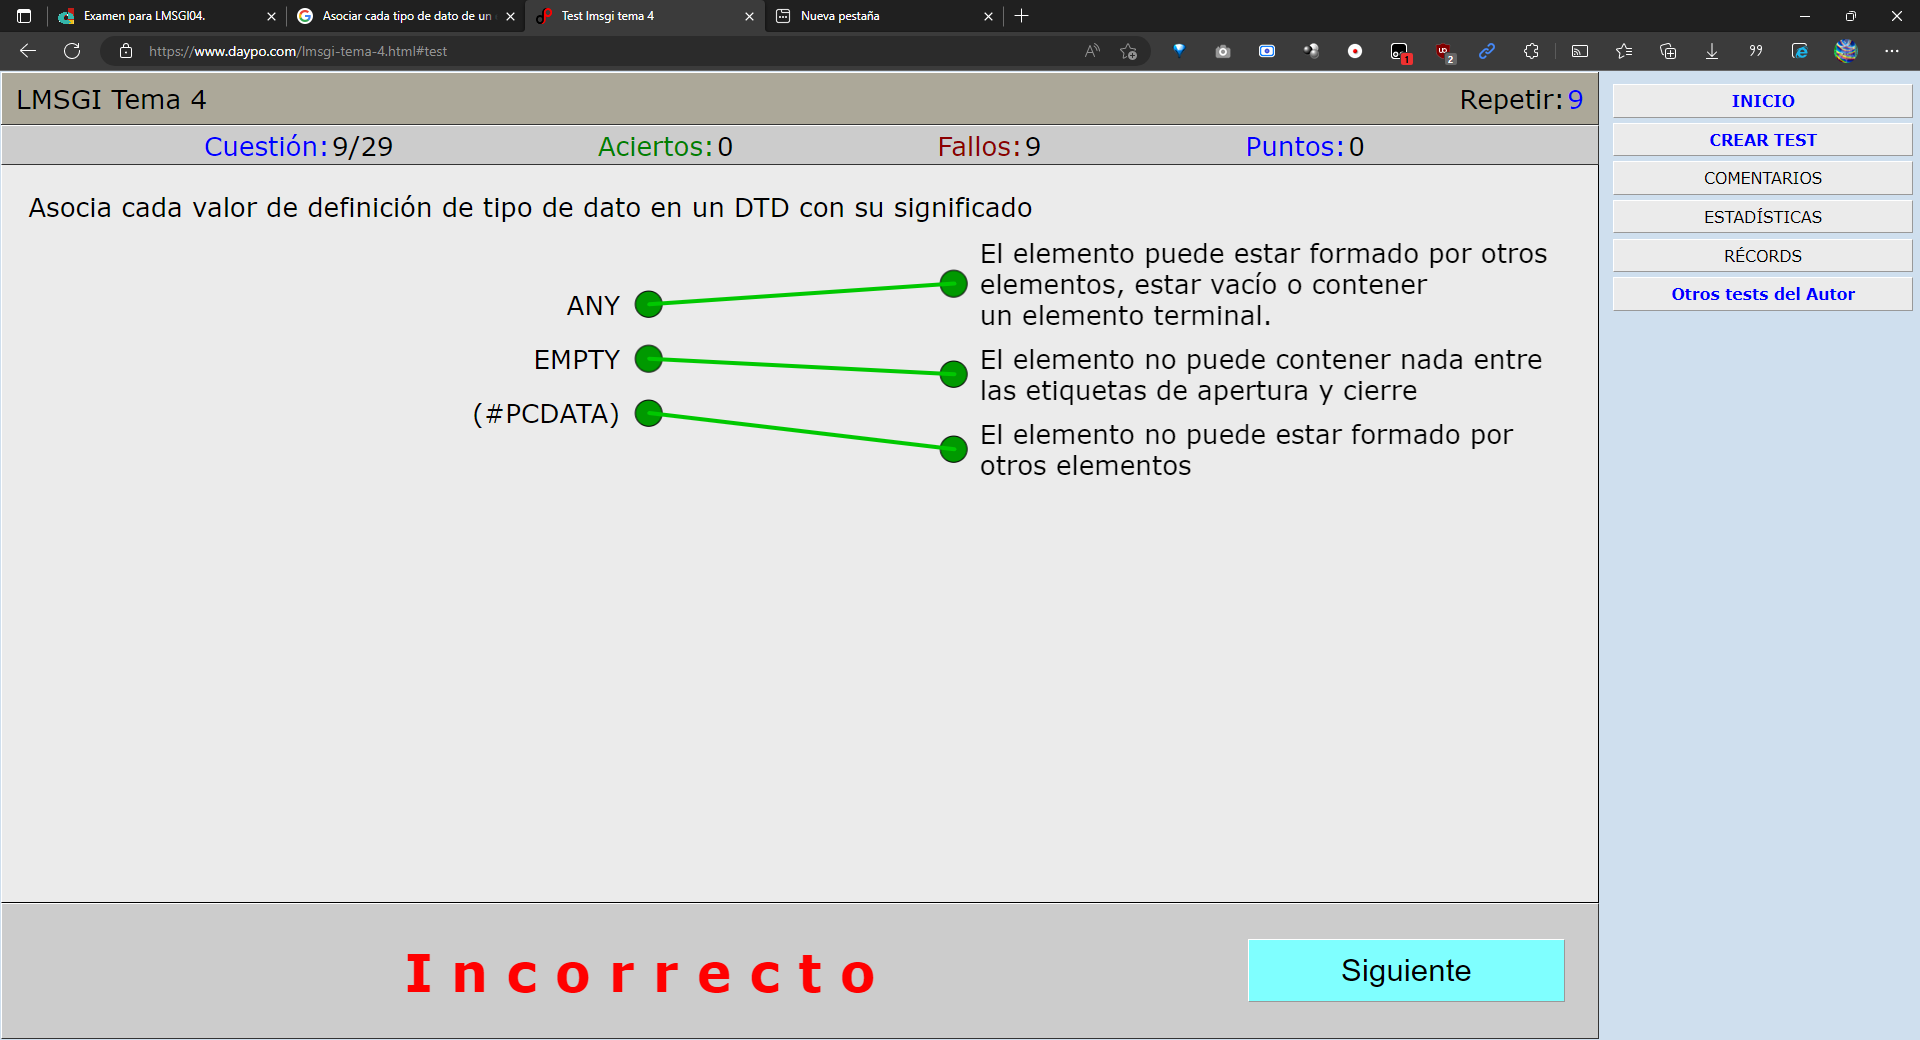 Examen para LMSGI04.
Asociar cada tipo de dato de un
Test lmsgi tema 4
Nueva pestaña
https://www.daypo.com/lmsgi-tema-4.html#test
1
2
LMSGI Tema 4
Repetir:9
Cuestión:9/29
Aciertos:0
Fallos:9
Puntos:0
Asocia cada valor de definición de tipo de dato en un DTD con su significado
ANY
EMPTY
(#PCDATA)
El elemento puede estar formado por otros
elementos, estar vacío o contener
un elemento terminal.
El elemento no puede contener nada entre
las etiquetas de apertura y cierre
El elemento no puede estar formado por
otros elementos
Incorrecto
Siguiente
INICIO
CREAR TEST
COMENTARIOS
ESTADÍSTICAS
RÉCORDS
Otros tests del Autor